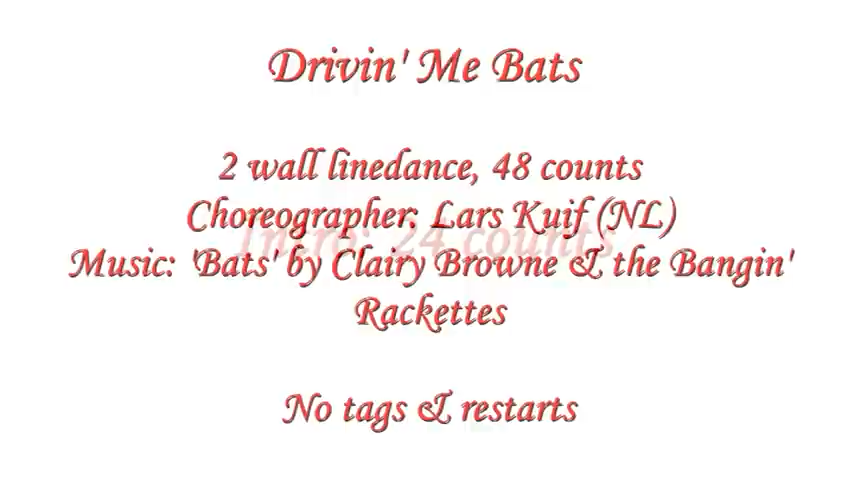 Drivin' Me Bats
2 wall linedance, 48 counts
Choreographer: Lars Kuif (NL)
Intro: 24 counts
Music: 'Bats' by Clairy Browne & the Bangin'
Rackettes
No tags & restarts